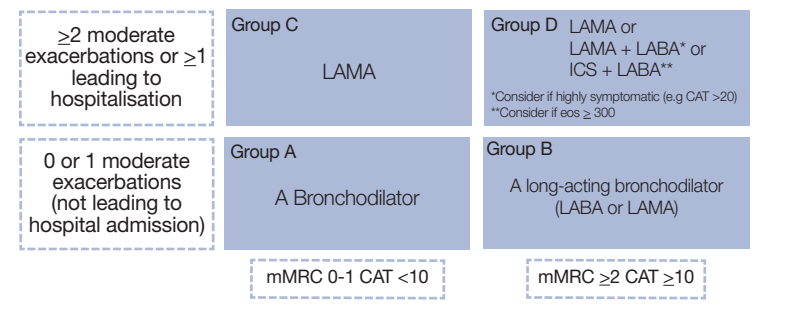 ≥2 moderate
exacerbations or ≥1
leading to
hospitalisation
Group C
LAMA
Group D LAMA or
LAMA + LABA* or
ICS + LABA**
*Consider if highly symptomatic (e.g CAT >20)
**Consider if eos ≥ 300
0 or 1 moderate
exacerbations
(not leading to
hospital admission)
Group A
A Bronchodilator
Group B
A long-acting bronchodilator
(LABA or LAMA)
mMRC 0-1 CAT <10
mMRC ≥2 CAT ≥10